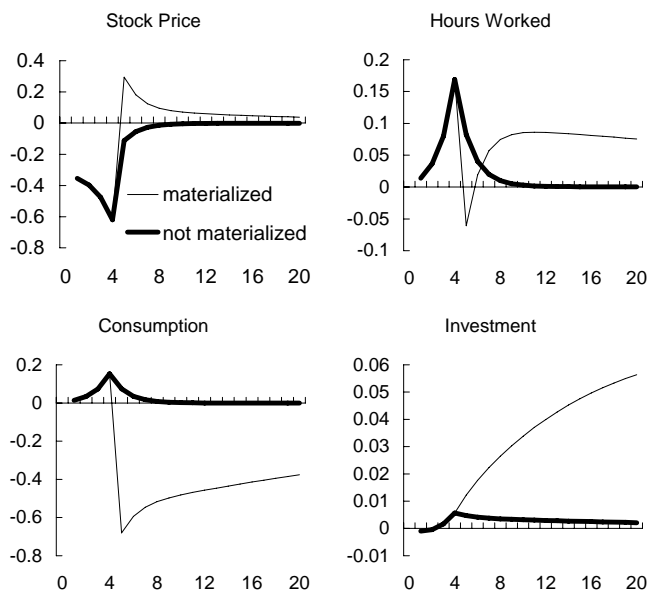 Stock Price
0.4
0.2
0
-0.2
-0.4
-0.6
-0.8
materialized
not materialized
0 4 8 12 16 20
Hours Worked
0.2
0.15
0.1
0.05
0
-0.05
-0.1
0 4 8 12 16 20
Consumption
0.2
0
-0.2
-0.4
-0.6
-0.8
0 4 8 12 16 20
Investment
0.06
0.05
0.04
0.03
0.02
0.01
0
-0.01
0 4 8 12 16 20